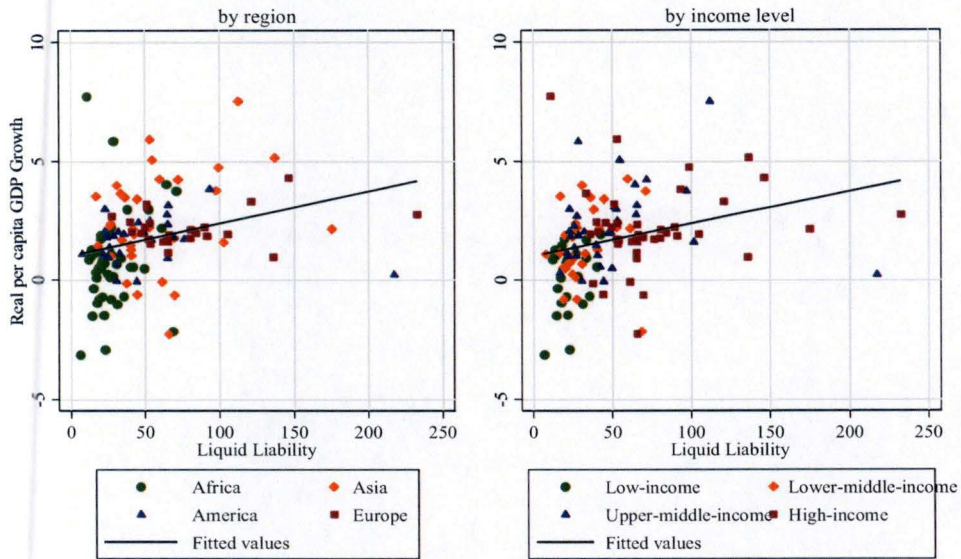 by region
by income level
Real per capita GDP Growth
10
5
0
-5
0 50 100 150 200 250
Liquid Liability
10
5
0
-5
0 50 100 150 200 250
Liquid Liability
Africa Asia
America Europe
Fitted values
Low-income Lower-middle-income
Upper-middle-income High-income
Fitted values